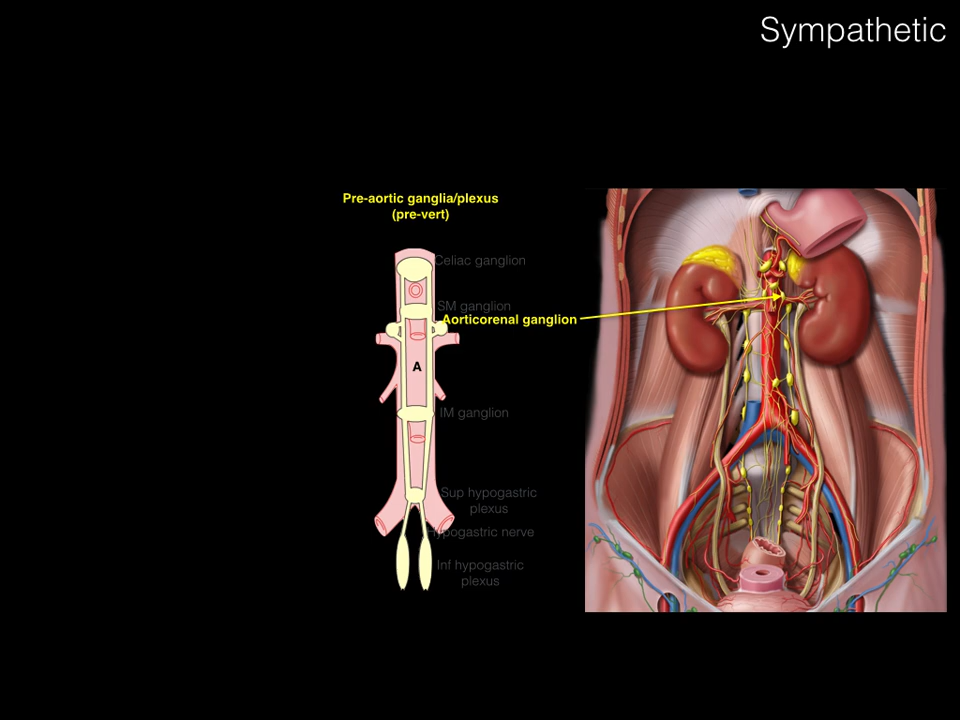 Sympathetic
Pre-aortic ganglia/plexus
(pre-vert)
Celiac ganglion
SM ganglion
Aorticorenal ganglion
A
IM ganglion
Sup hypogastric
plexus
Hypogastric nerve
Inf hypogastric
plexus